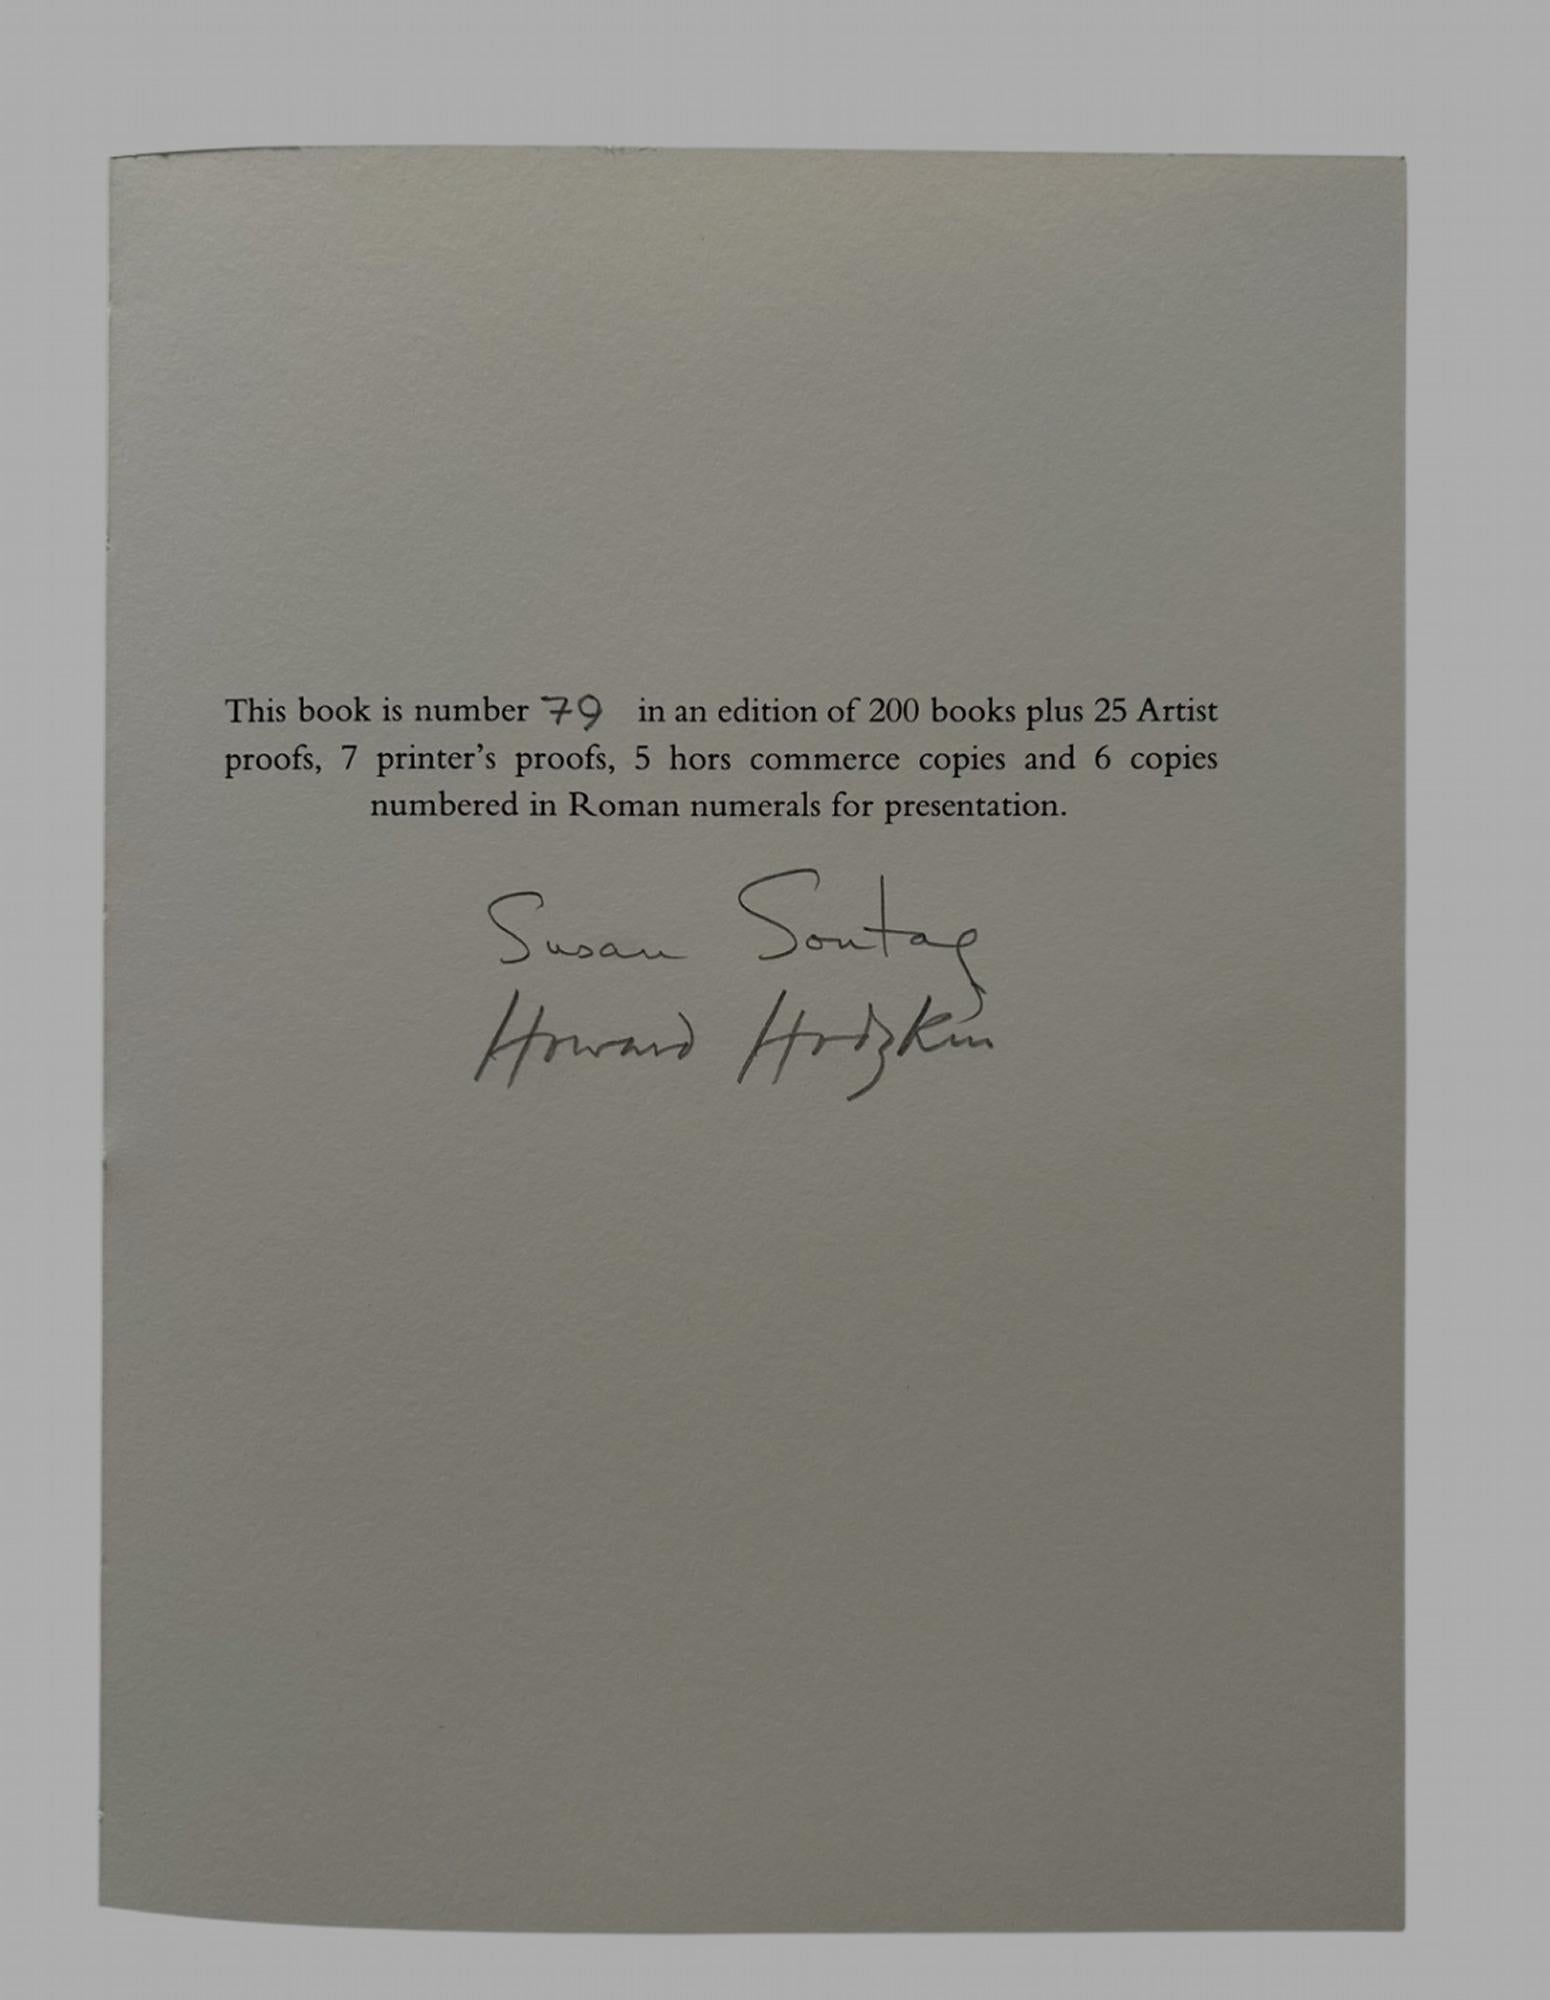 This book is number 79 in an edition of 200 books plus 25 Artist
proofs, 7 printer's proofs, 5 hors commerce copies and 6 copies
numbered in Roman numerals for presentation.
Susan Sontag
Howard Hodgkin